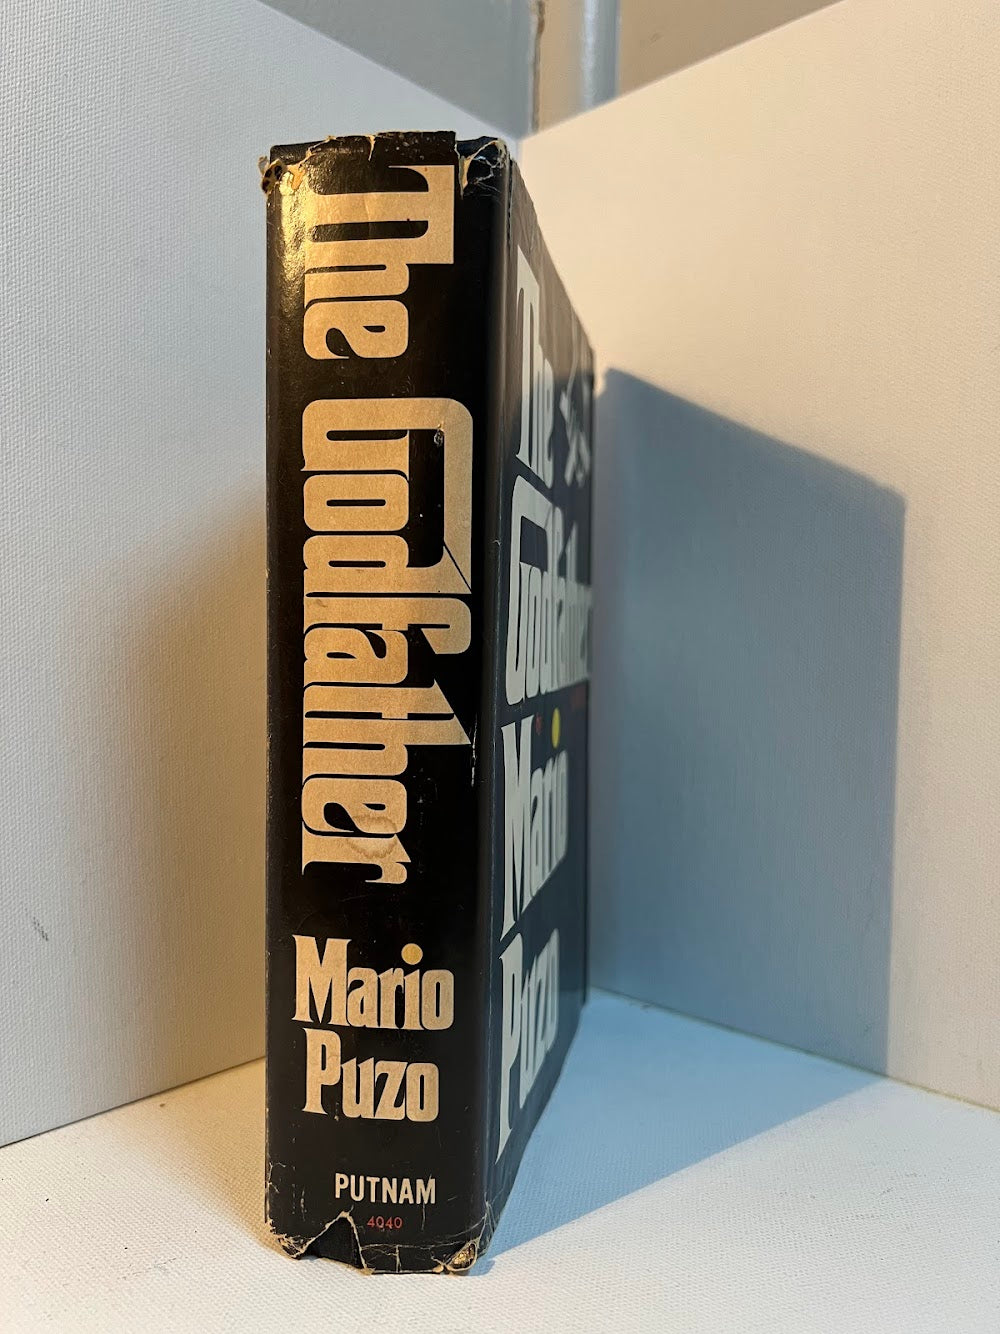 The Godfather
Mario
Puzo
PUTNAM
4040
The
Godfather
Mario
Puzo